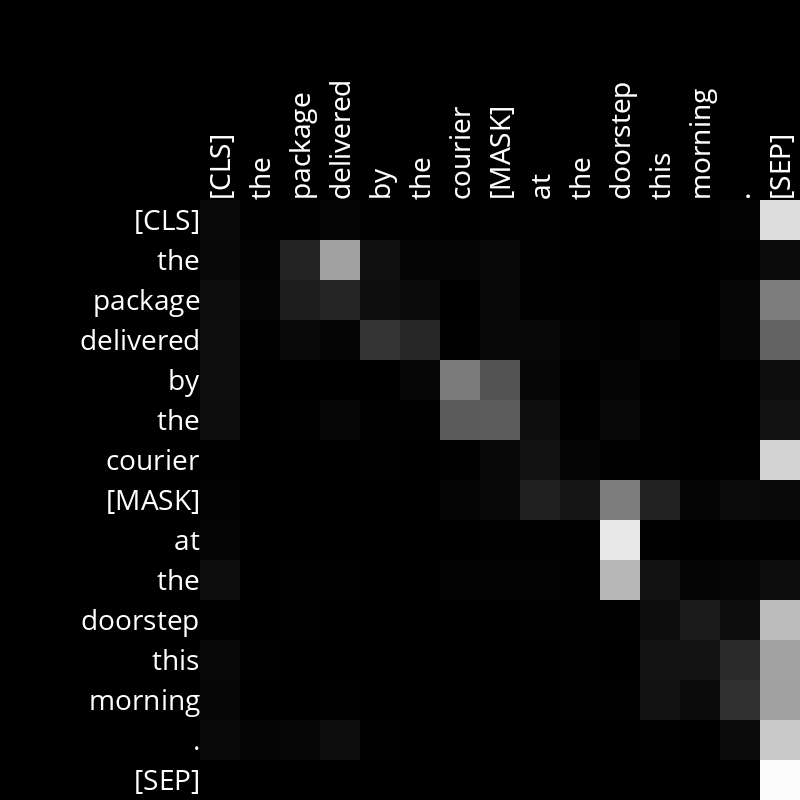 [CLS]
the
package
delivered
by
the
courier
[MASK]
at
the
doorstep
this
morning
.
[SEP]
[CLS]
the
package
delivered
by
the
courier
[MASK]
at
the
doorstep
this
morning
.
[SEP]